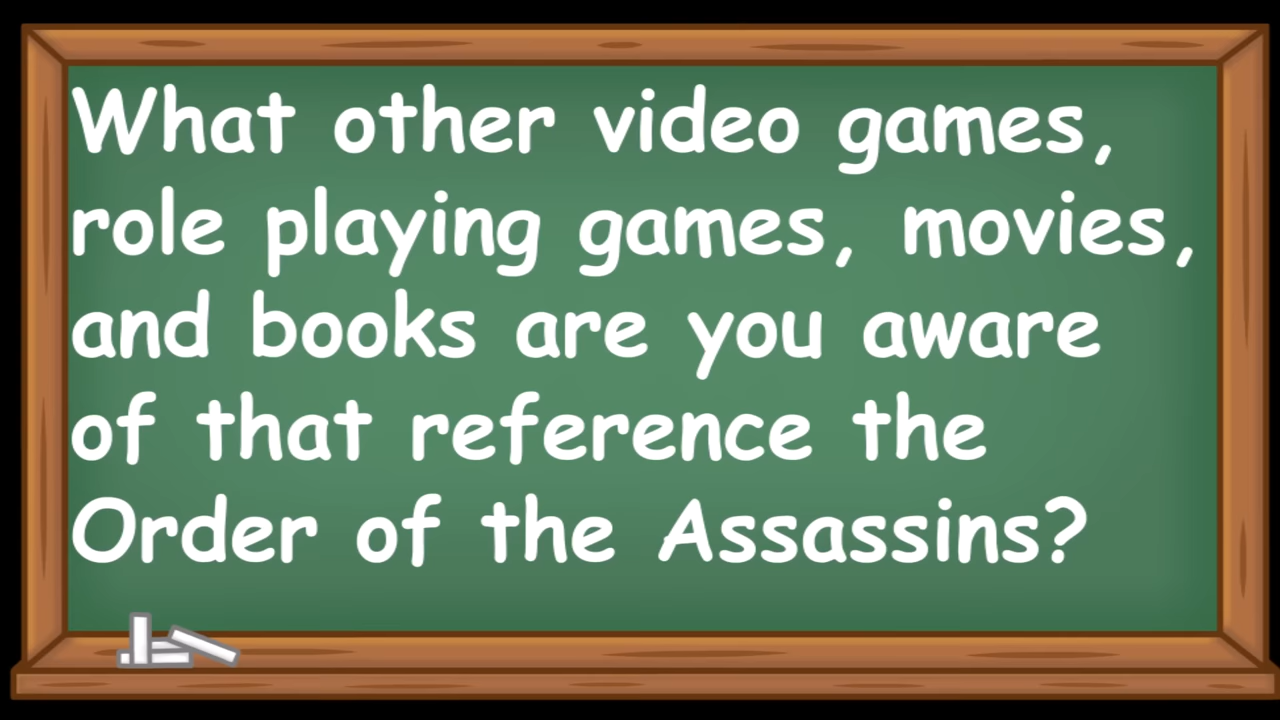 What other video games,
role playing games, movies,
and books are you aware
of that reference the
Order of the Assassins?